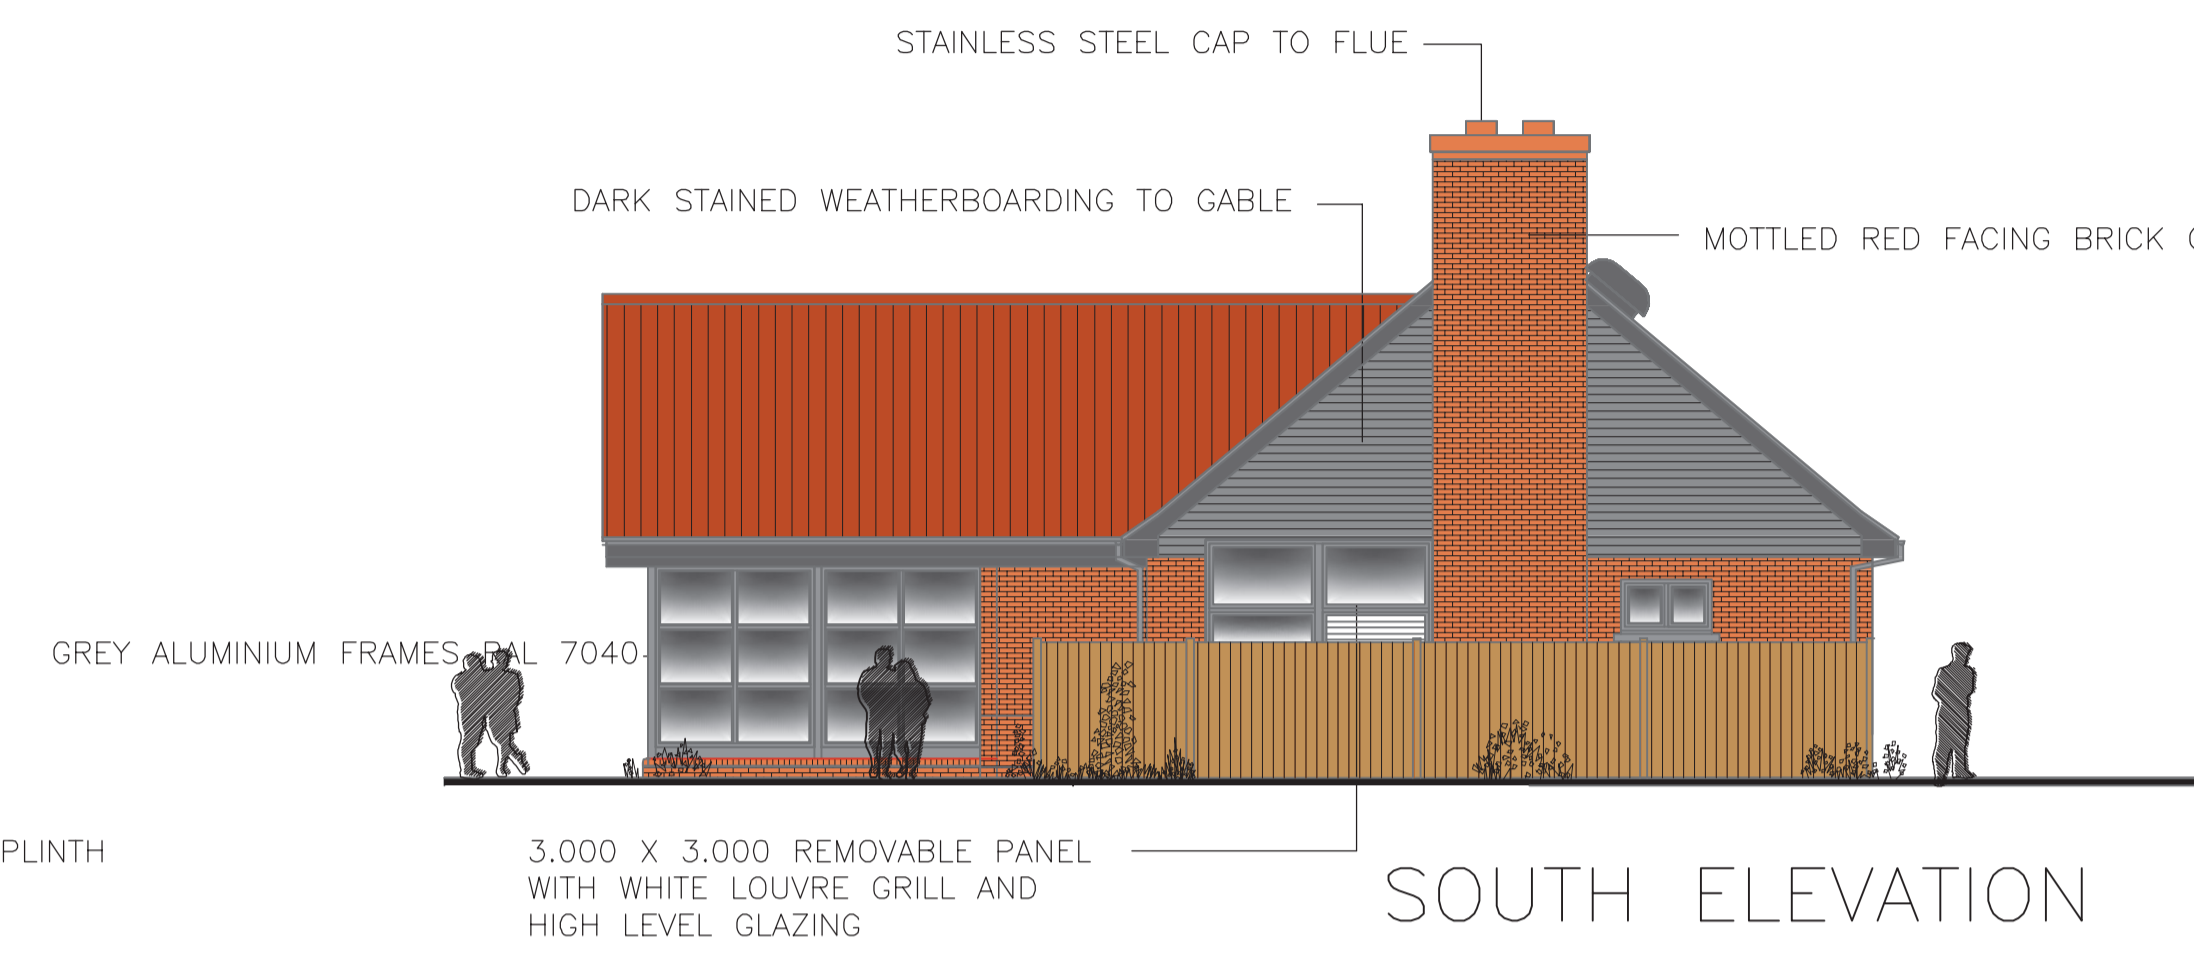 STAINLESS STEEL CAP TO FLUE
DARK STAINED WEATHERBOARDING TO GABLE
MOTTLED RED FACING BRICK
GREY ALUMINIUM FRAMES RAL 7040
PLINTH
3.000 X 3.000 REMOVABLE PANEL
WITH WHITE LOUVRE GRILL AND
HIGH LEVEL GLAZING
SOUTH ELEVATION